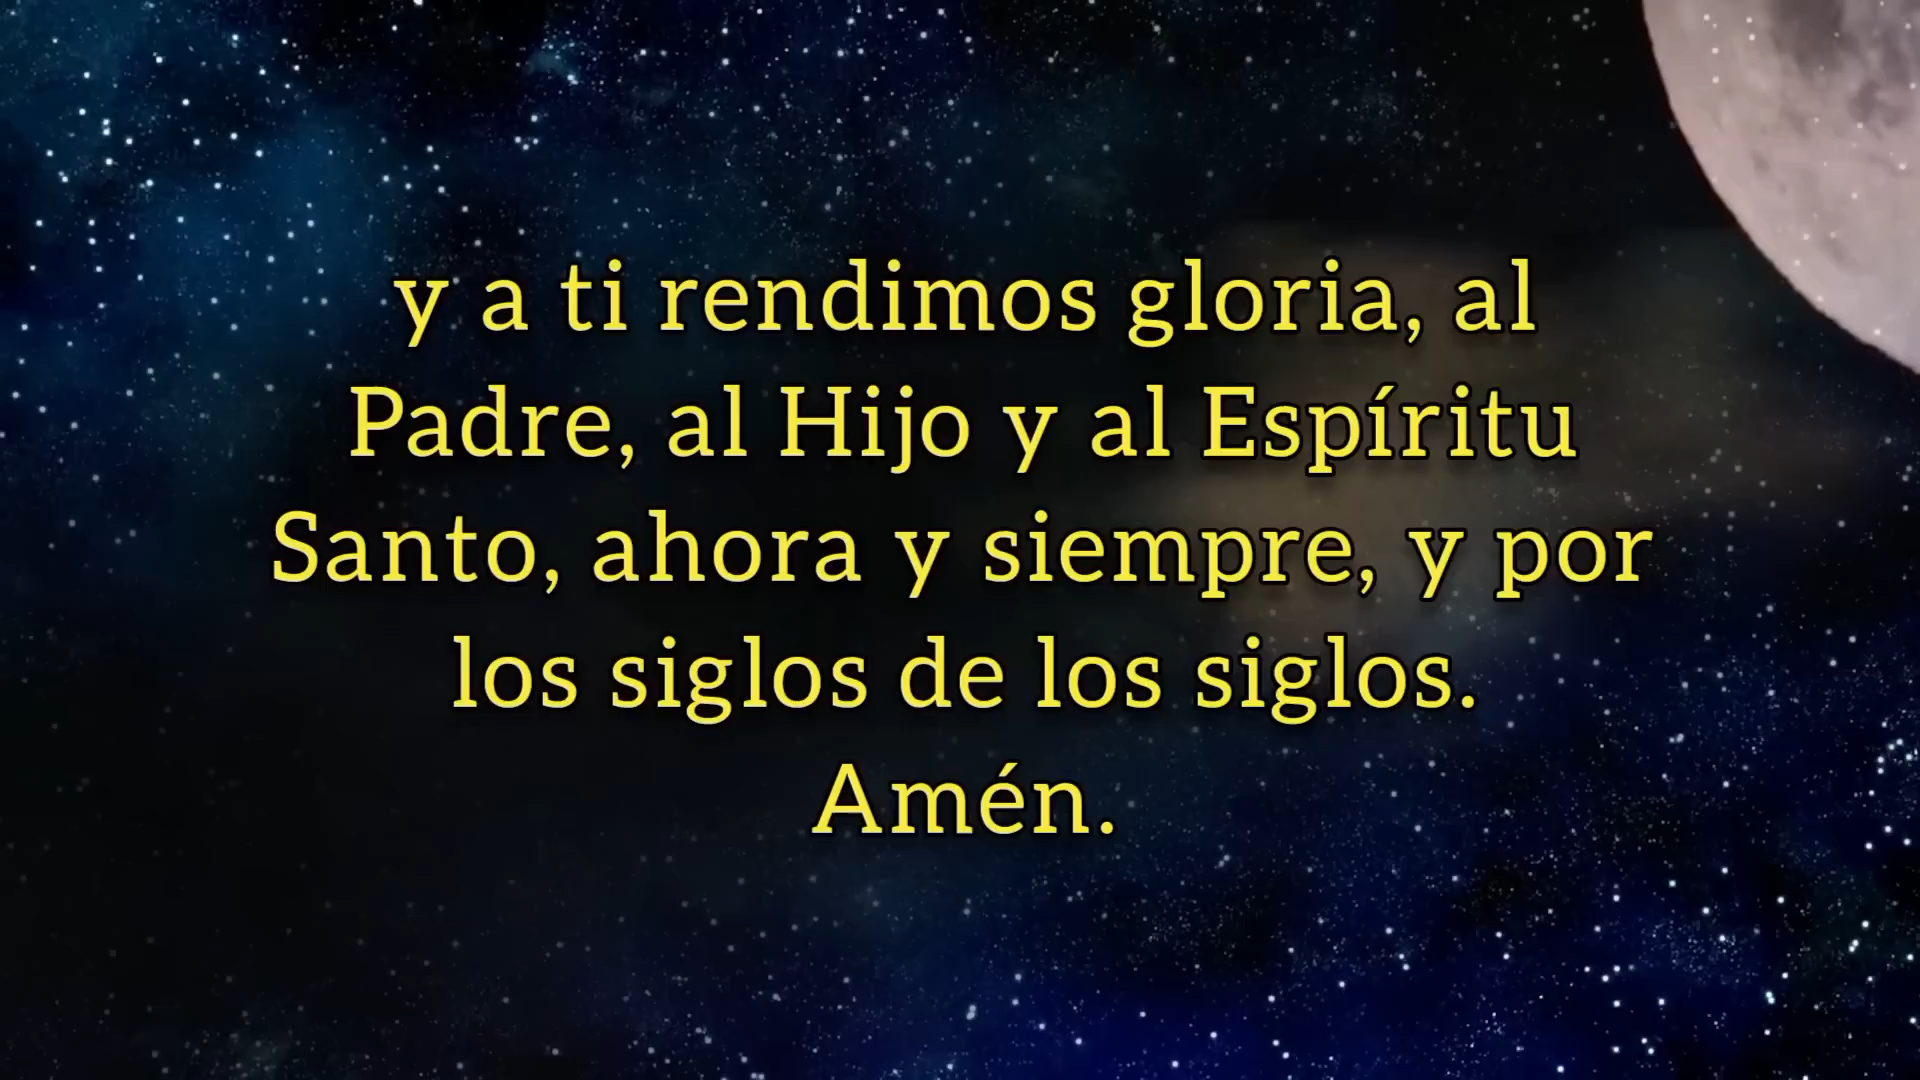 y a ti rendimos gloria, al
Padre, al Hijo y al Espíritu
Santo, ahora y siempre, y por
los siglos de los siglos.
Amén.